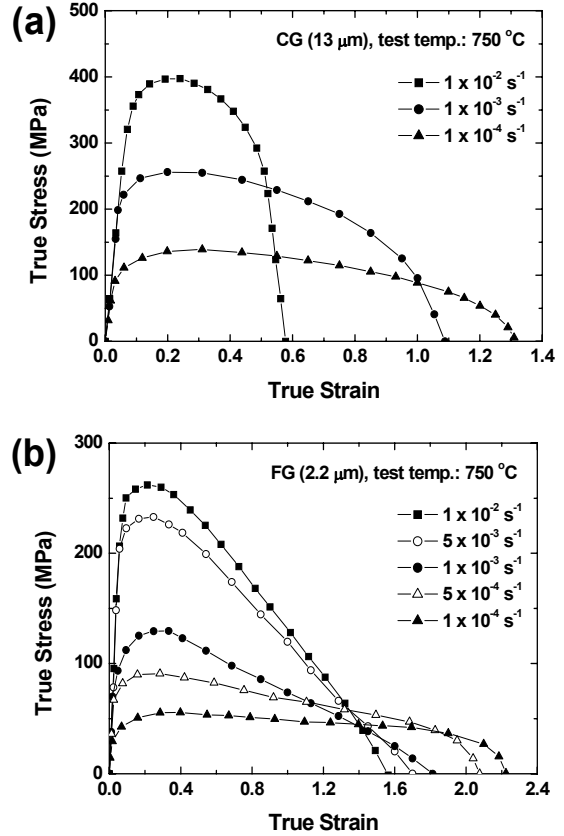 (a)
CG (13 μm), test temp.: 750 °C
1 x 10⁻² s⁻¹
1 x 10⁻³ s⁻¹
1 x 10⁻⁴ s⁻¹
True Stress (MPa)
500
400
300
200
100
0
0.0 0.2 0.4 0.6 0.8 1.0 1.2 1.4
True Strain
(b)
FG (2.2 μm), test temp.: 750 °C
1 x 10⁻² s⁻¹
5 x 10⁻³ s⁻¹
1 x 10⁻³ s⁻¹
5 x 10⁻⁴ s⁻¹
1 x 10⁻⁴ s⁻¹
True Stress (MPa)
300
200
100
0
0.0 0.4 0.8 1.2 1.6 2.0 2.4
True Strain